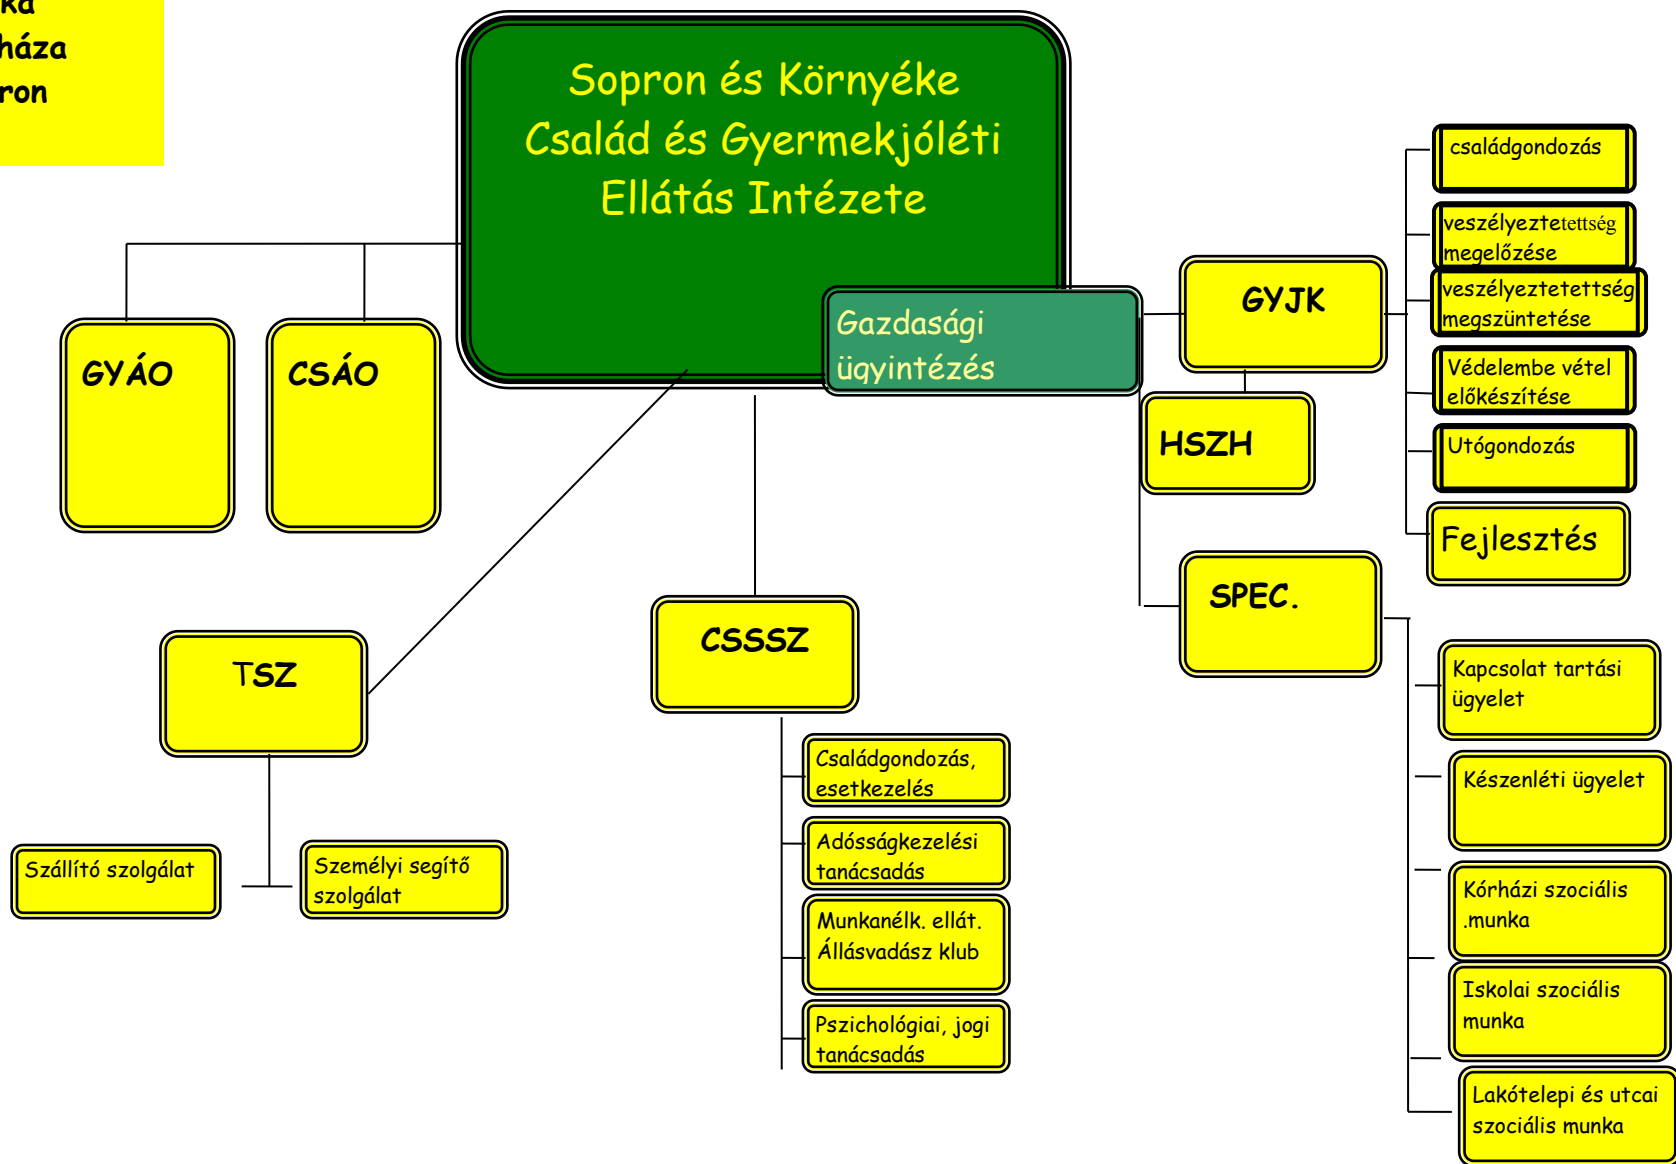 ka
háza
ron
Sopron és Környéke
Család és Gyermekjóléti
Ellátás Intézete
Gazdasági
ügyintézés
GYÁO
CSÁO
GYJK
HSZH
SPEC.
TSZ
CSSSZ
családgondozás
veszélyeztetettség
megelőzése
veszélyeztetettség
megszüntetése
Védelembe vétel
előkészítése
Utógondozás
Fejlesztés
Szállító szolgálat
Személyi segítő
szolgálat
Családgondozás,
esetkezelés
Adósságkezelési
tanácsadás
Munkanélk. ellát.
Állásvadász klub
Pszichológiai, jogi
tanácsadás
Kapcsolat tartási
ügyelet
Készenléti ügyelet
Kórházi szociális
.munka
Iskolai szociális
munka
Lakótelepi és utcai
szociális munka